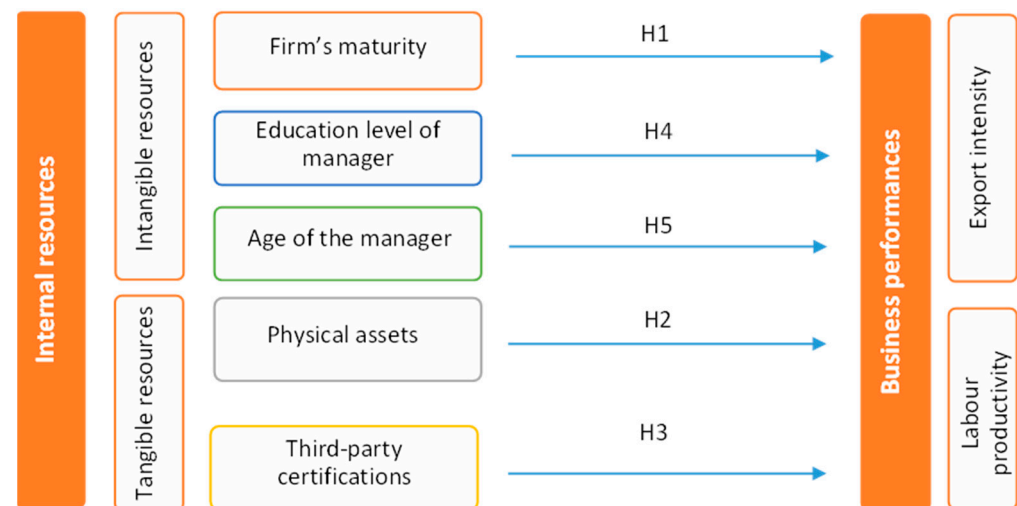 Internal resources
Intangible resources
Tangible resources
Firm’s maturity
Education level of
manager
Age of the manager
Physical assets
Third-party
certifications
H1
H4
H5
H2
H3
Business performances
Export intensity
Labour
productivity